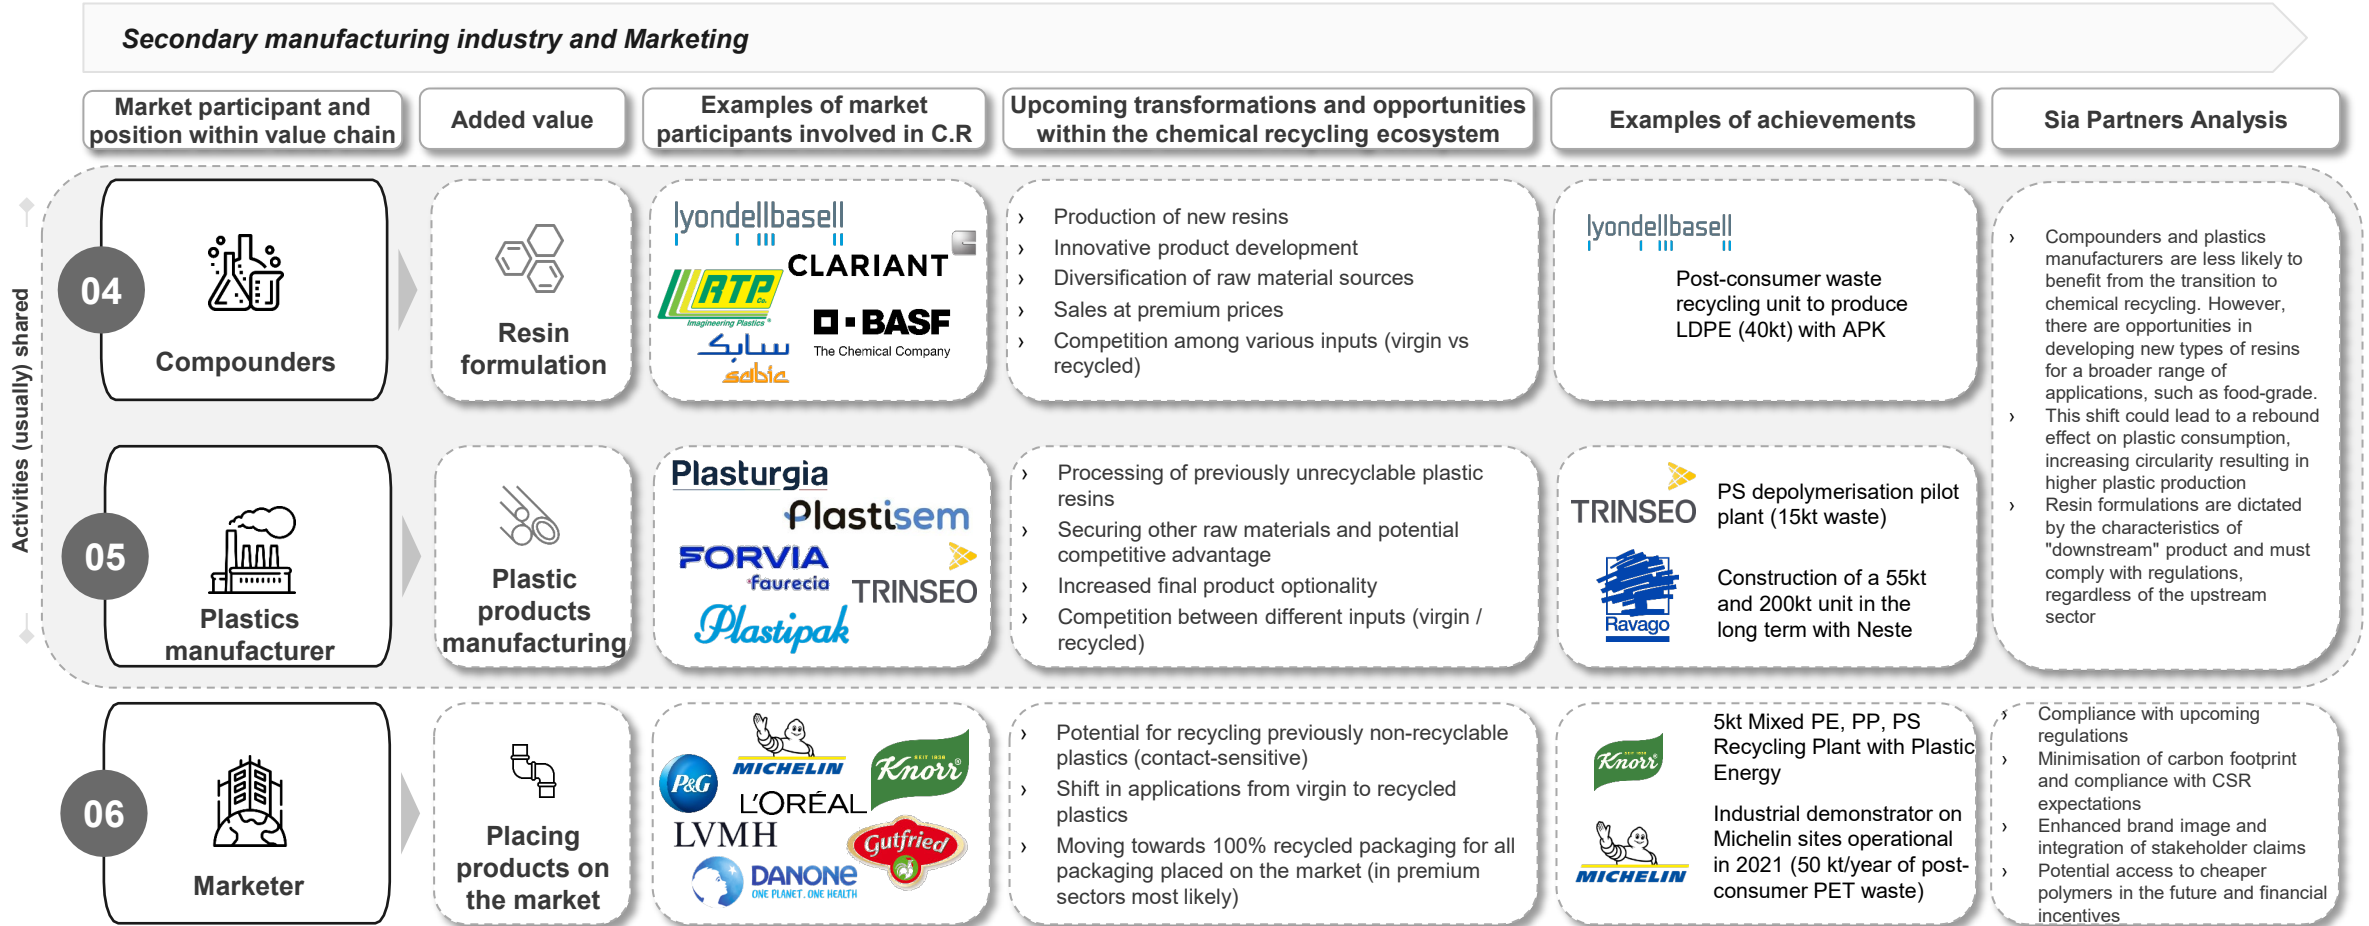 Secondary manufacturing industry and Marketing
Market participant and
position within value chain
Added value
Examples of market
participants involved in C.R
Upcoming transformations and opportunities
within the chemical recycling ecosystem
Examples of achievements
Sia Partners Analysis
Activities (usually) shared
04
Compounders
Resin
formulation
lyondellbasell
CLARIANT
RTP
Co.
Imagineering Plastics
BASF
The Chemical Company
سابك
sabic
› Production of new resins
› Innovative product development
› Diversification of raw material sources
› Sales at premium prices
› Competition among various inputs (virgin vs
recycled)
lyondellbasell
Post-consumer waste
recycling unit to produce
LDPE (40kt) with APK
› Compounders and plastics
manufacturers are less likely to
benefit from the transition to
chemical recycling. However,
there are opportunities in
developing new types of resins
for a broader range of
applications, such as food-grade.
› This shift could lead to a rebound
effect on plastic consumption,
increasing circularity resulting in
higher plastic production
› Resin formulations are dictated
by the characteristics of
"downstream" product and must
comply with regulations,
regardless of the upstream
sector
05
Plastics
manufacturer
Plastic
products
manufacturing
Plasturgia
Plastisem
FORVIA
faurecia
TRINSEO
Plastipak
› Processing of previously unrecyclable plastic
resins
› Securing other raw materials and potential
competitive advantage
› Increased final product optionality
› Competition between different inputs (virgin /
recycled)
TRINSEO
PS depolymerisation pilot
plant (15kt waste)
Ravago
Construction of a 55kt
and 200kt unit in the
long term with Neste
06
Marketer
Placing
products on
the market
P&G
MICHELIN
SEIT 1838
Knorr®
L'ORÉAL
LVMH
Gutfried
DANONE
ONE PLANET. ONE HEALTH
› Potential for recycling previously non-recyclable
plastics (contact-sensitive)
› Shift in applications from virgin to recycled
plastics
› Moving towards 100% recycled packaging for all
packaging placed on the market (in premium
sectors most likely)
Knorr
5kt Mixed PE, PP, PS
Recycling Plant with Plastic
Energy
MICHELIN
Industrial demonstrator on
Michelin sites operational
in 2021 (50 kt/year of post-
consumer PET waste)
› Compliance with upcoming
regulations
› Minimisation of carbon footprint
and compliance with CSR
expectations
› Enhanced brand image and
integration of stakeholder claims
› Potential access to cheaper
polymers in the future and financial
incentives